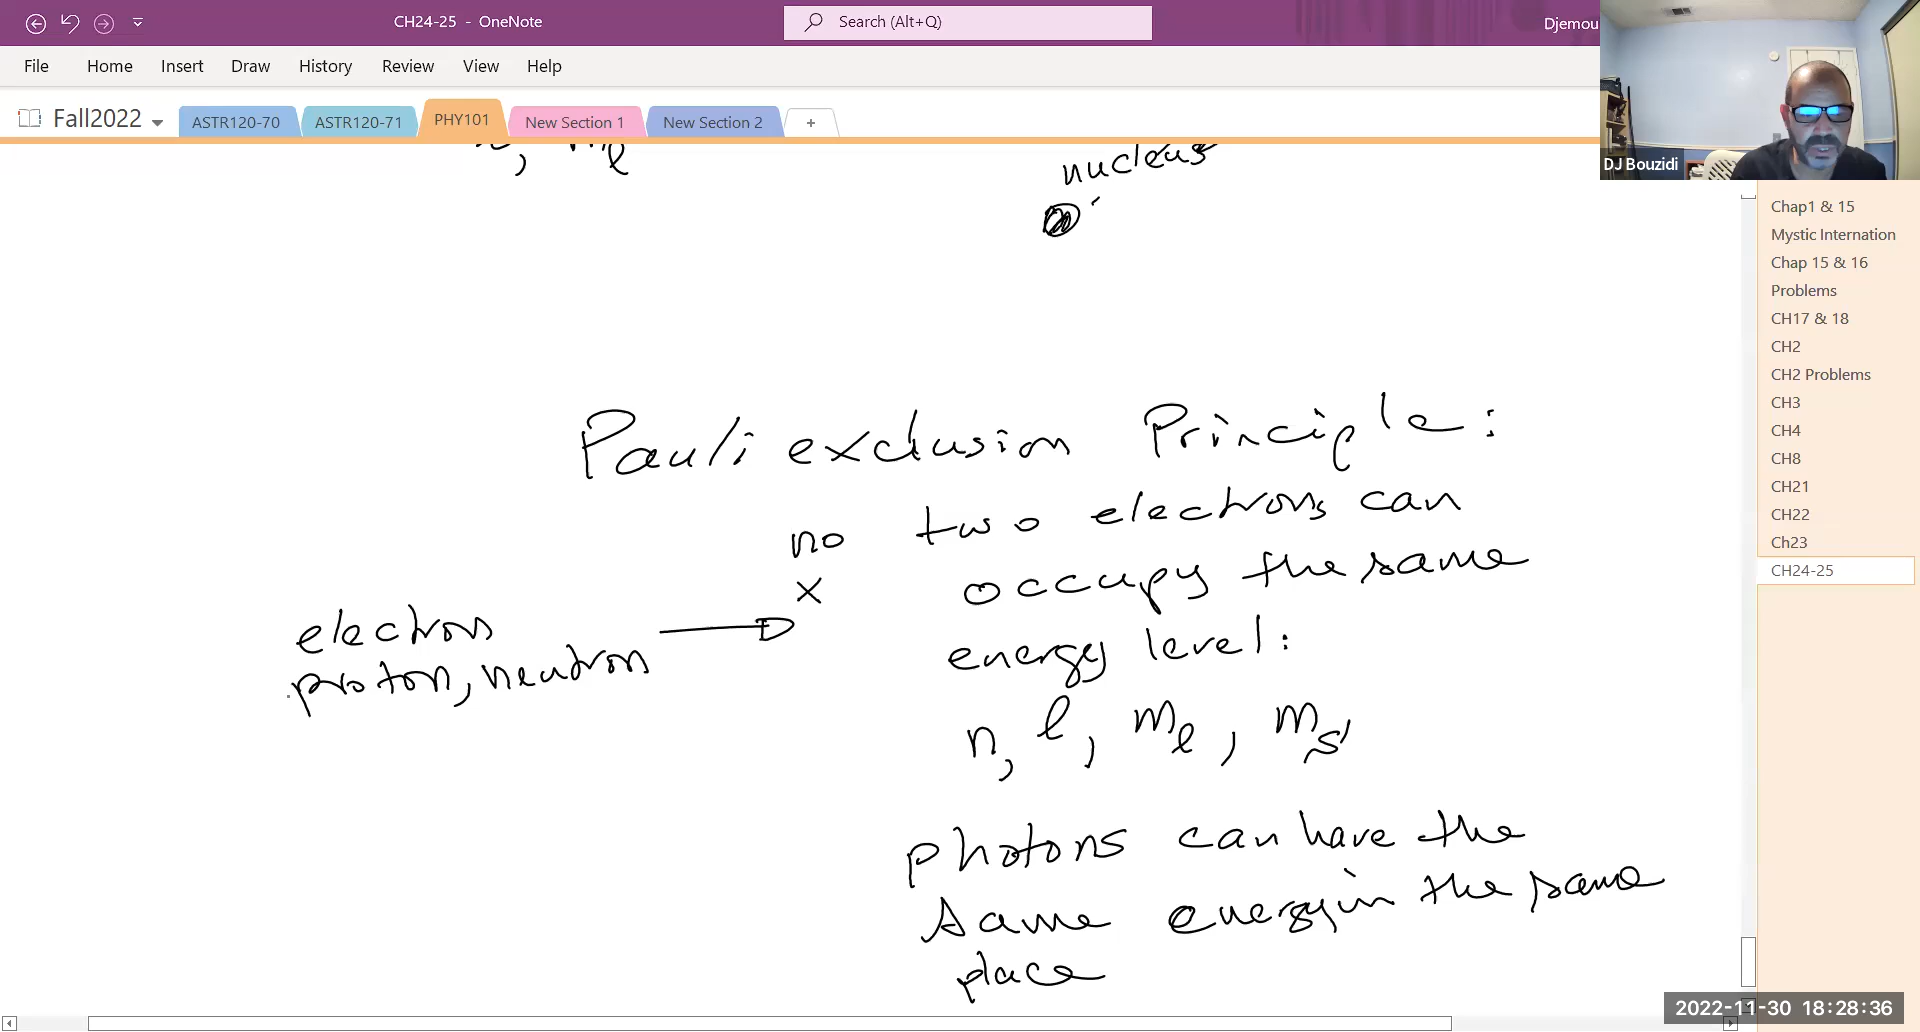 CH24-25 - OneNote
Search (Alt+Q)
Djemou
File Home Insert Draw History Review View Help
Fall2022 ASTR120-70 ASTR120-71 PHY101 New Section 1 New Section 2 +
DJ Bouzidi
Chap1 & 15
Mystic Internation
Chap 15 & 16
Problems
CH17 & 18
CH2
CH2 Problems
CH3
CH4
CH8
CH21
CH22
Ch23
CH24-25
, mℓ
nucleus
Pauli exclusion Principle:
no two electrons can
x occupy the same
energy level:
electrons
proton, neutrons
n, ℓ, mℓ, ms,
photons can have the
same energy in the same
place
2022-11-30 18:28:36